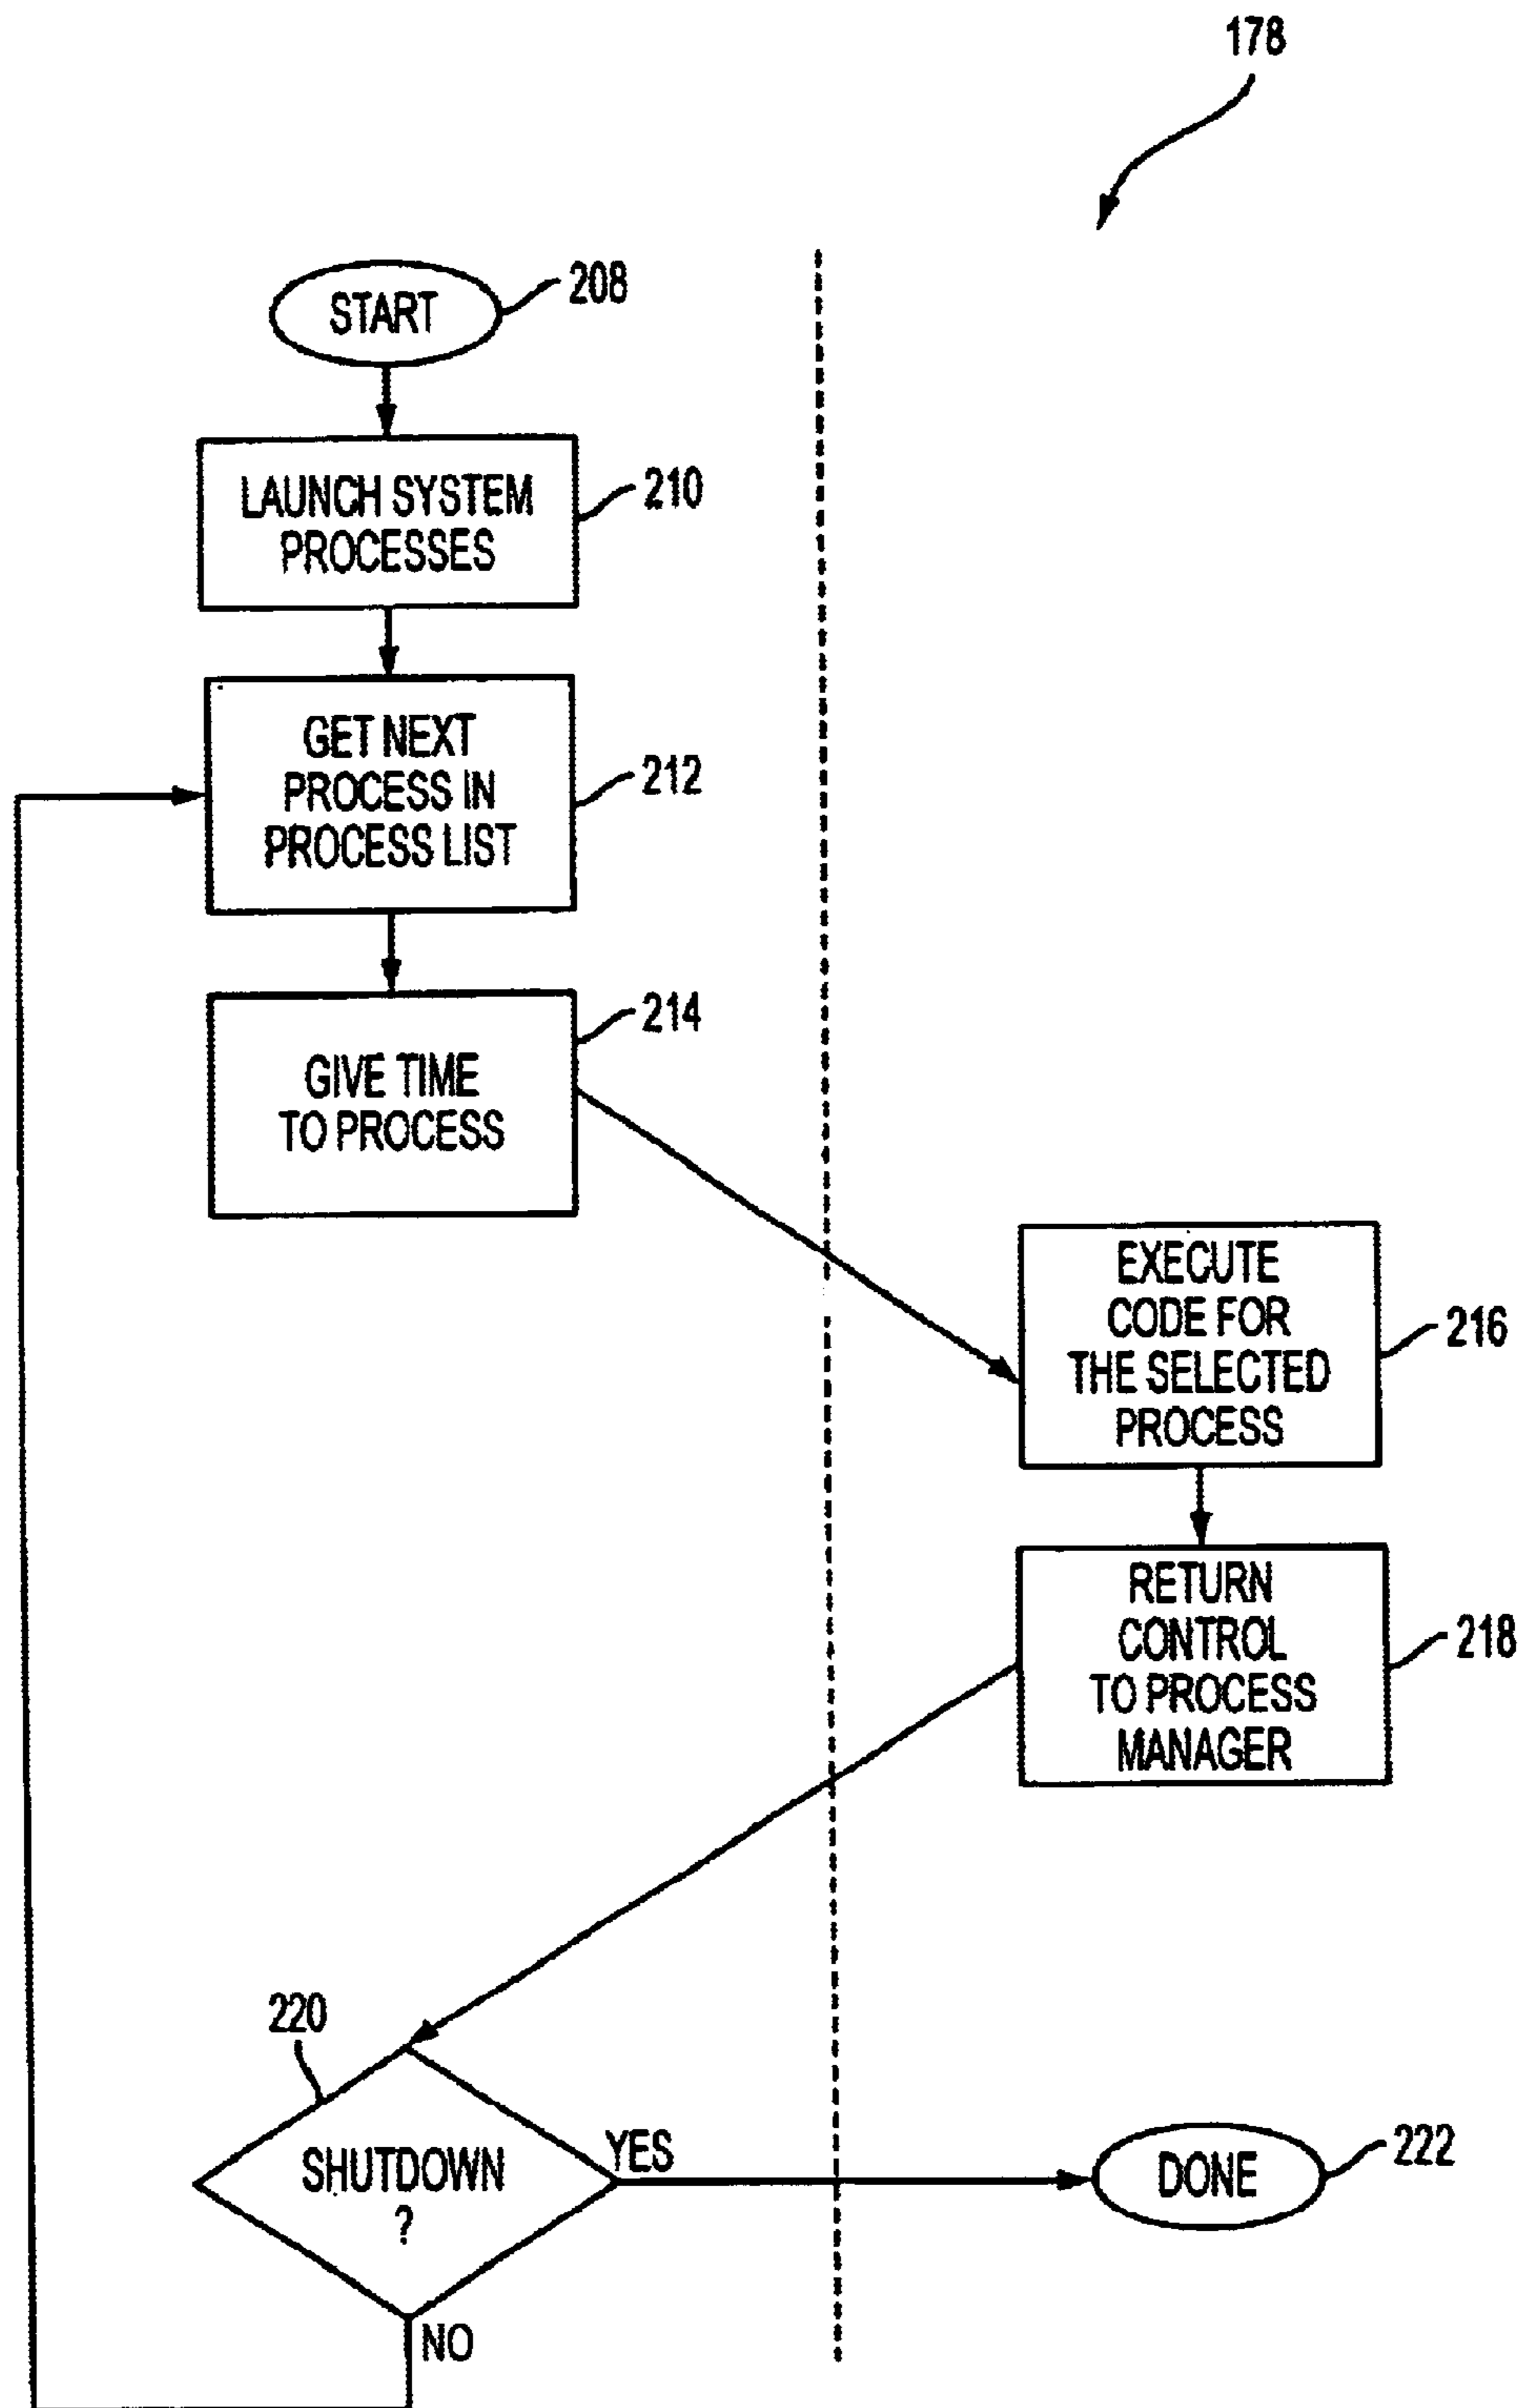 178
START
208
LAUNCH SYSTEM
PROCESSES
210
GET NEXT
PROCESS IN
PROCESS LIST
212
GIVE TIME
TO PROCESS
214
EXECUTE
CODE FOR
THE SELECTED
PROCESS
216
RETURN
CONTROL
TO PROCESS
MANAGER
218
220
SHUTDOWN
?
YES
NO
DONE
222